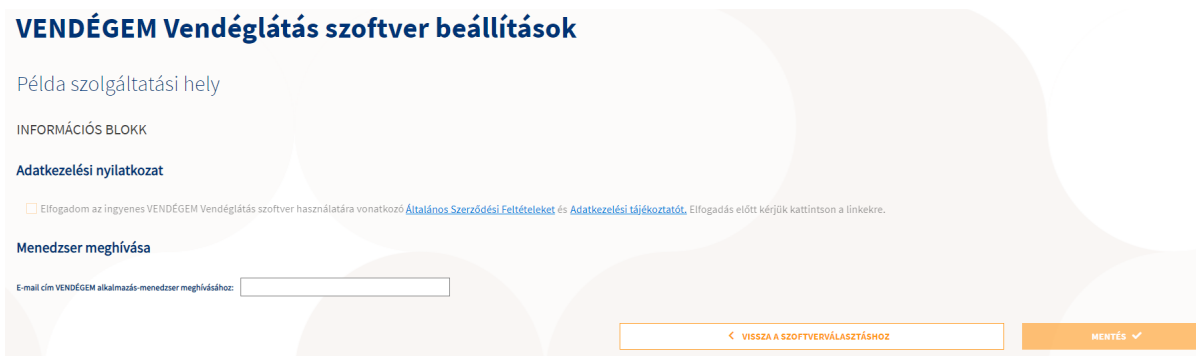 VENDÉGEM Vendéglátás szoftver beállítások
Példa szolgáltatási hely
INFORMÁCIÓS BLOKK
Adatkezelési nyilatkozat
Elfogadom az ingyenes VENDÉGEM Vendéglátás szoftver használatára vonatkozó Általános Szerződési Feltételeket és Adatkezelési tájékoztatót. Elfogadás előtt kérjük kattintson a linkekre.
Menedzser meghívása
E-mail cím VENDÉGEM alkalmazás-menedzser meghívásához:
VISSZA A SZOFTVERVÁLASZTÁSHOZ MENTÉS